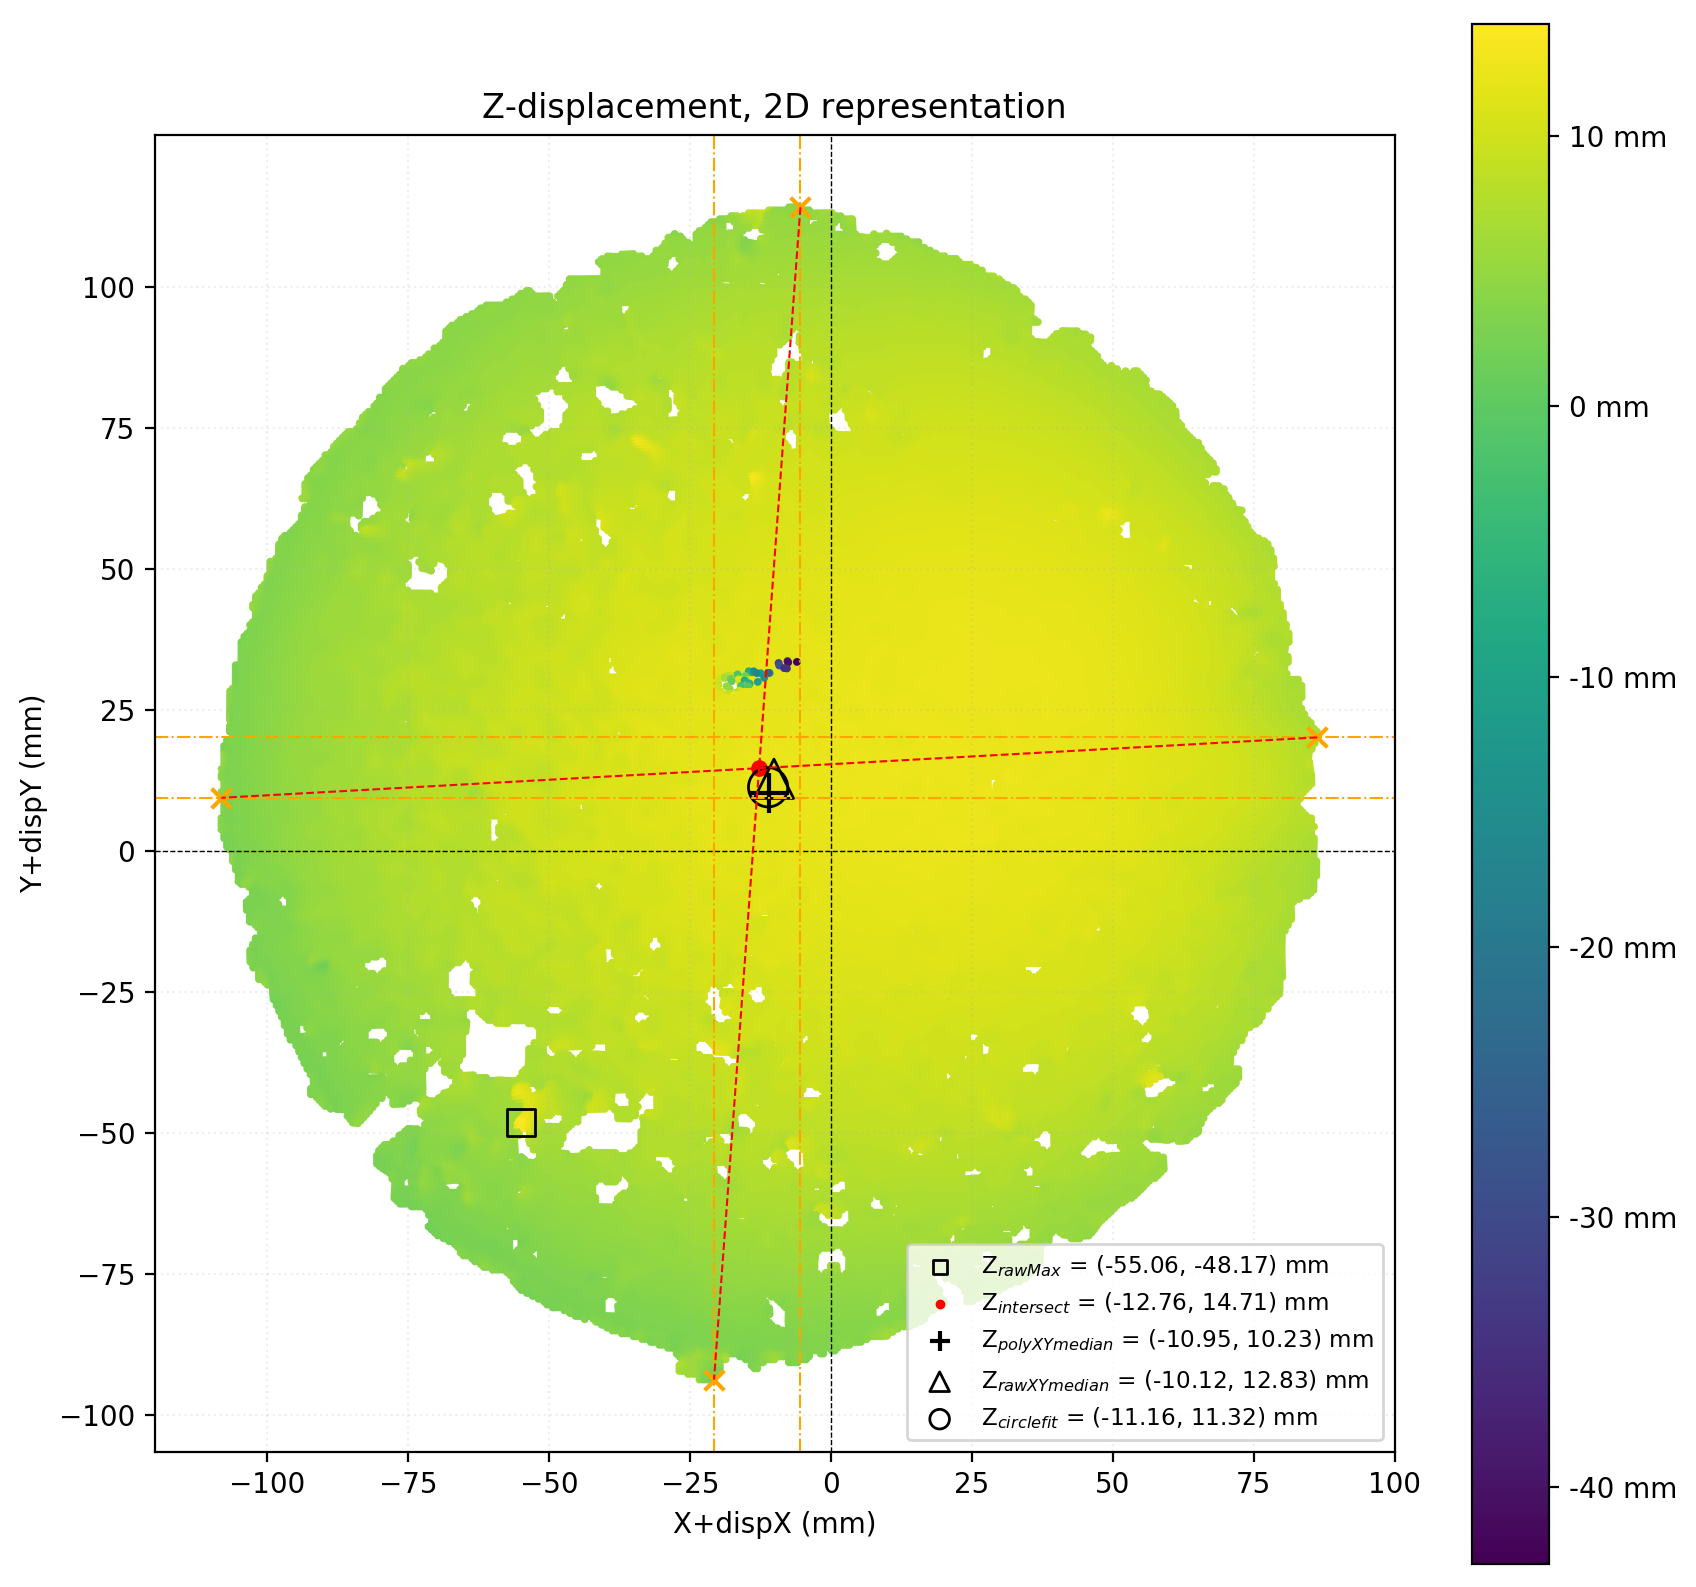 Z-displacement, 2D representation
10 mm
0 mm
-10 mm
-20 mm
-30 mm
-40 mm
100
75
50
25
0
−25
−50
−75
−100
Y+dispY (mm)
−100
−75
−50
−25
0
25
50
75
100
X+dispX (mm)
Z_rawMax = (-55.06, -48.17) mm
Z_intersect = (-12.76, 14.71) mm
Z_polyXYmedian = (-10.95, 10.23) mm
Z_rawXYmedian = (-10.12, 12.83) mm
Z_circlefit = (-11.16, 11.32) mm